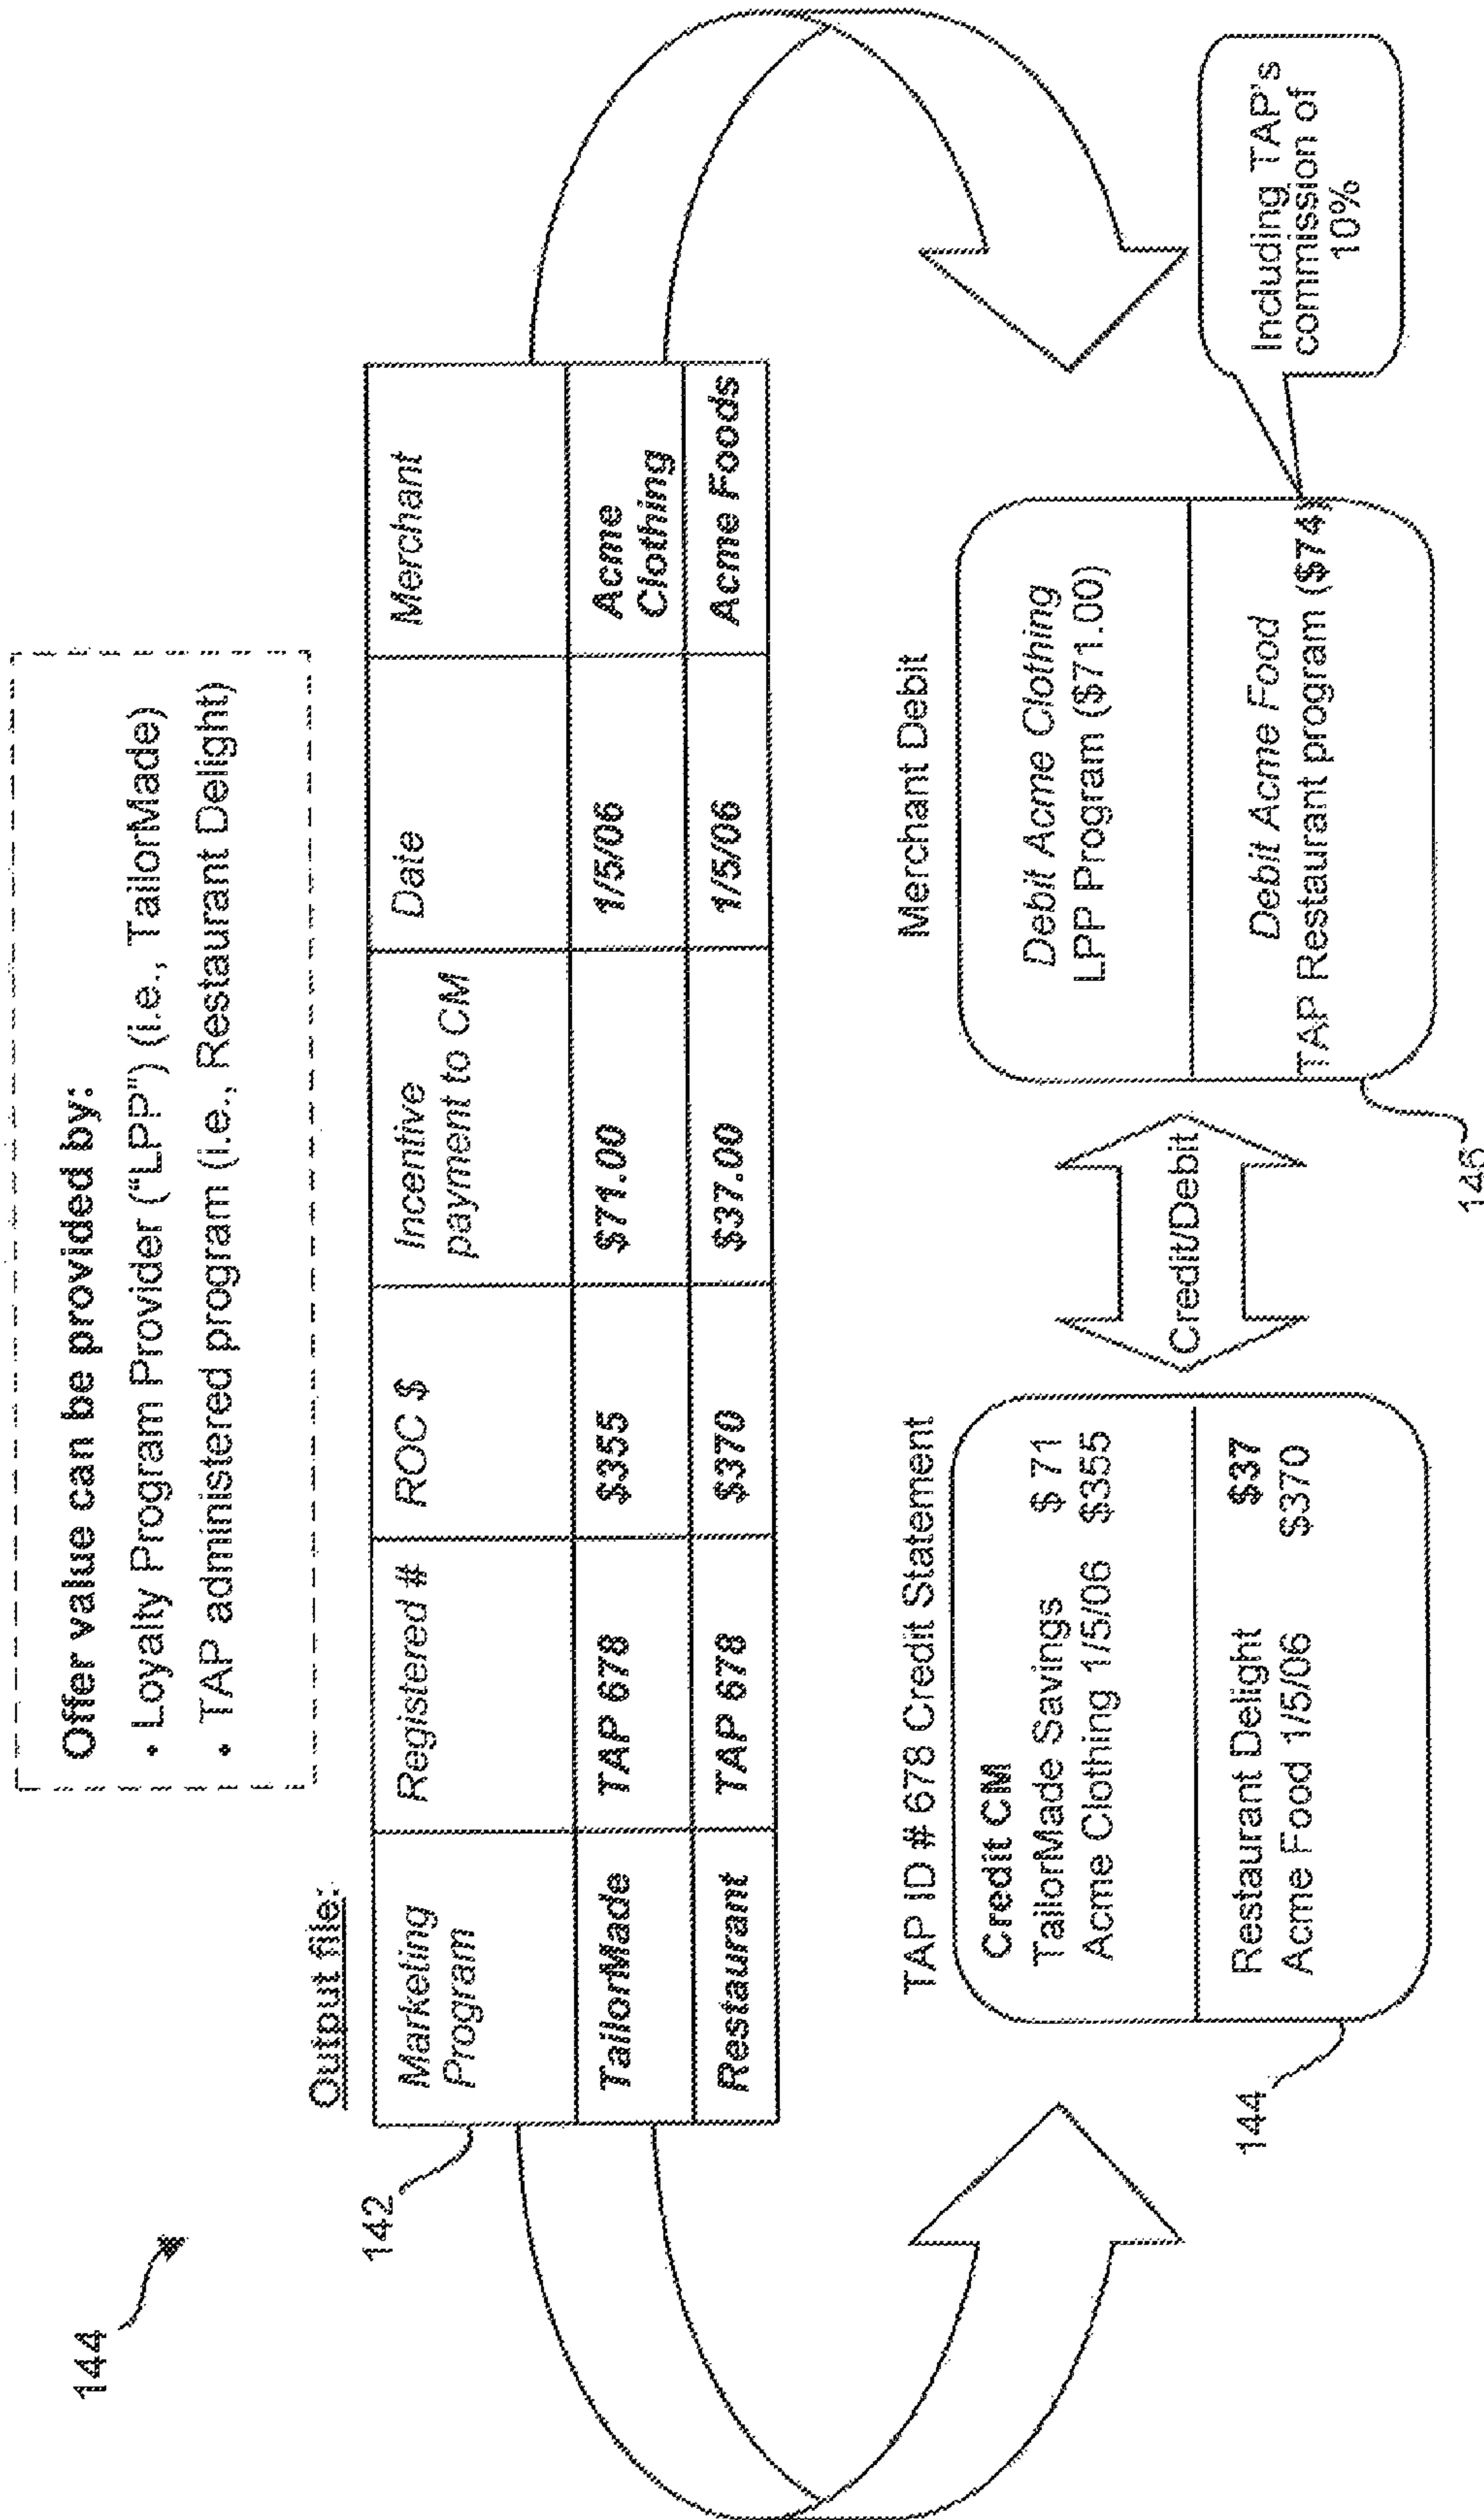 144
Offer value can be provided by:
• Loyalty Program Provider ("LPP") (i.e., TailorMade)
• TAP administered program (i.e., Restaurant Delight)
Output file:
142
Marketing Program
Registered #
ROC $
Incentive payment to CM
Date
Merchant
TailorMade
TAP 678
$355
$71.00
1/5/06
Acme Clothing
Restaurant
TAP 678
$370
$37.00
1/5/06
Acme Foods
TAP ID # 678 Credit Statement
Credit CM
TailorMade Savings $ 71
Acme Clothing 1/5/06 $355
Restaurant Delight $37
Acme Food 1/5/06 $370
144
Credit/Debit
Merchant Debit
Debit Acme Clothing
LPP Program ($71.00)
Debit Acme Food
TAP Restaurant program ($74)
146
Including TAP's
commission of
10%